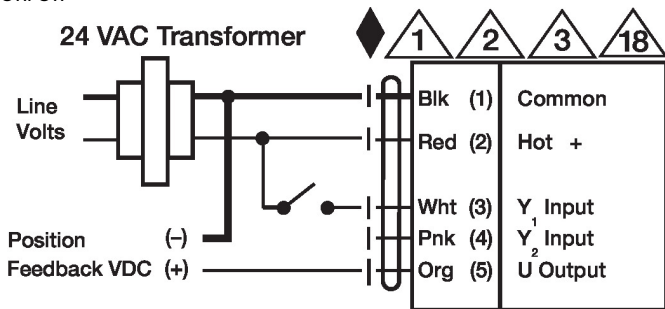 24 VAC Transformer
1 2 3 18
Line Volts
Blk (1) Common
Red (2) Hot +
Wht (3) Y1 Input
Position (–)
Pnk (4) Y2 Input
Feedback VDC (+)
Org (5) U Output